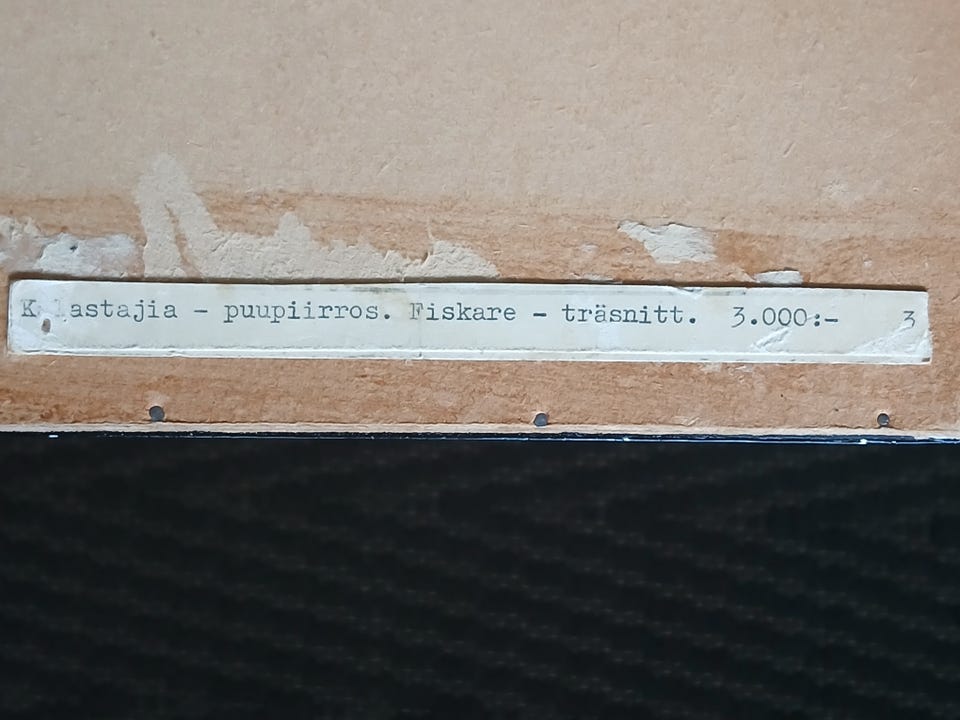 Kalastajia - puupiirros. Fiskare - träsnitt. 3.000:- 3